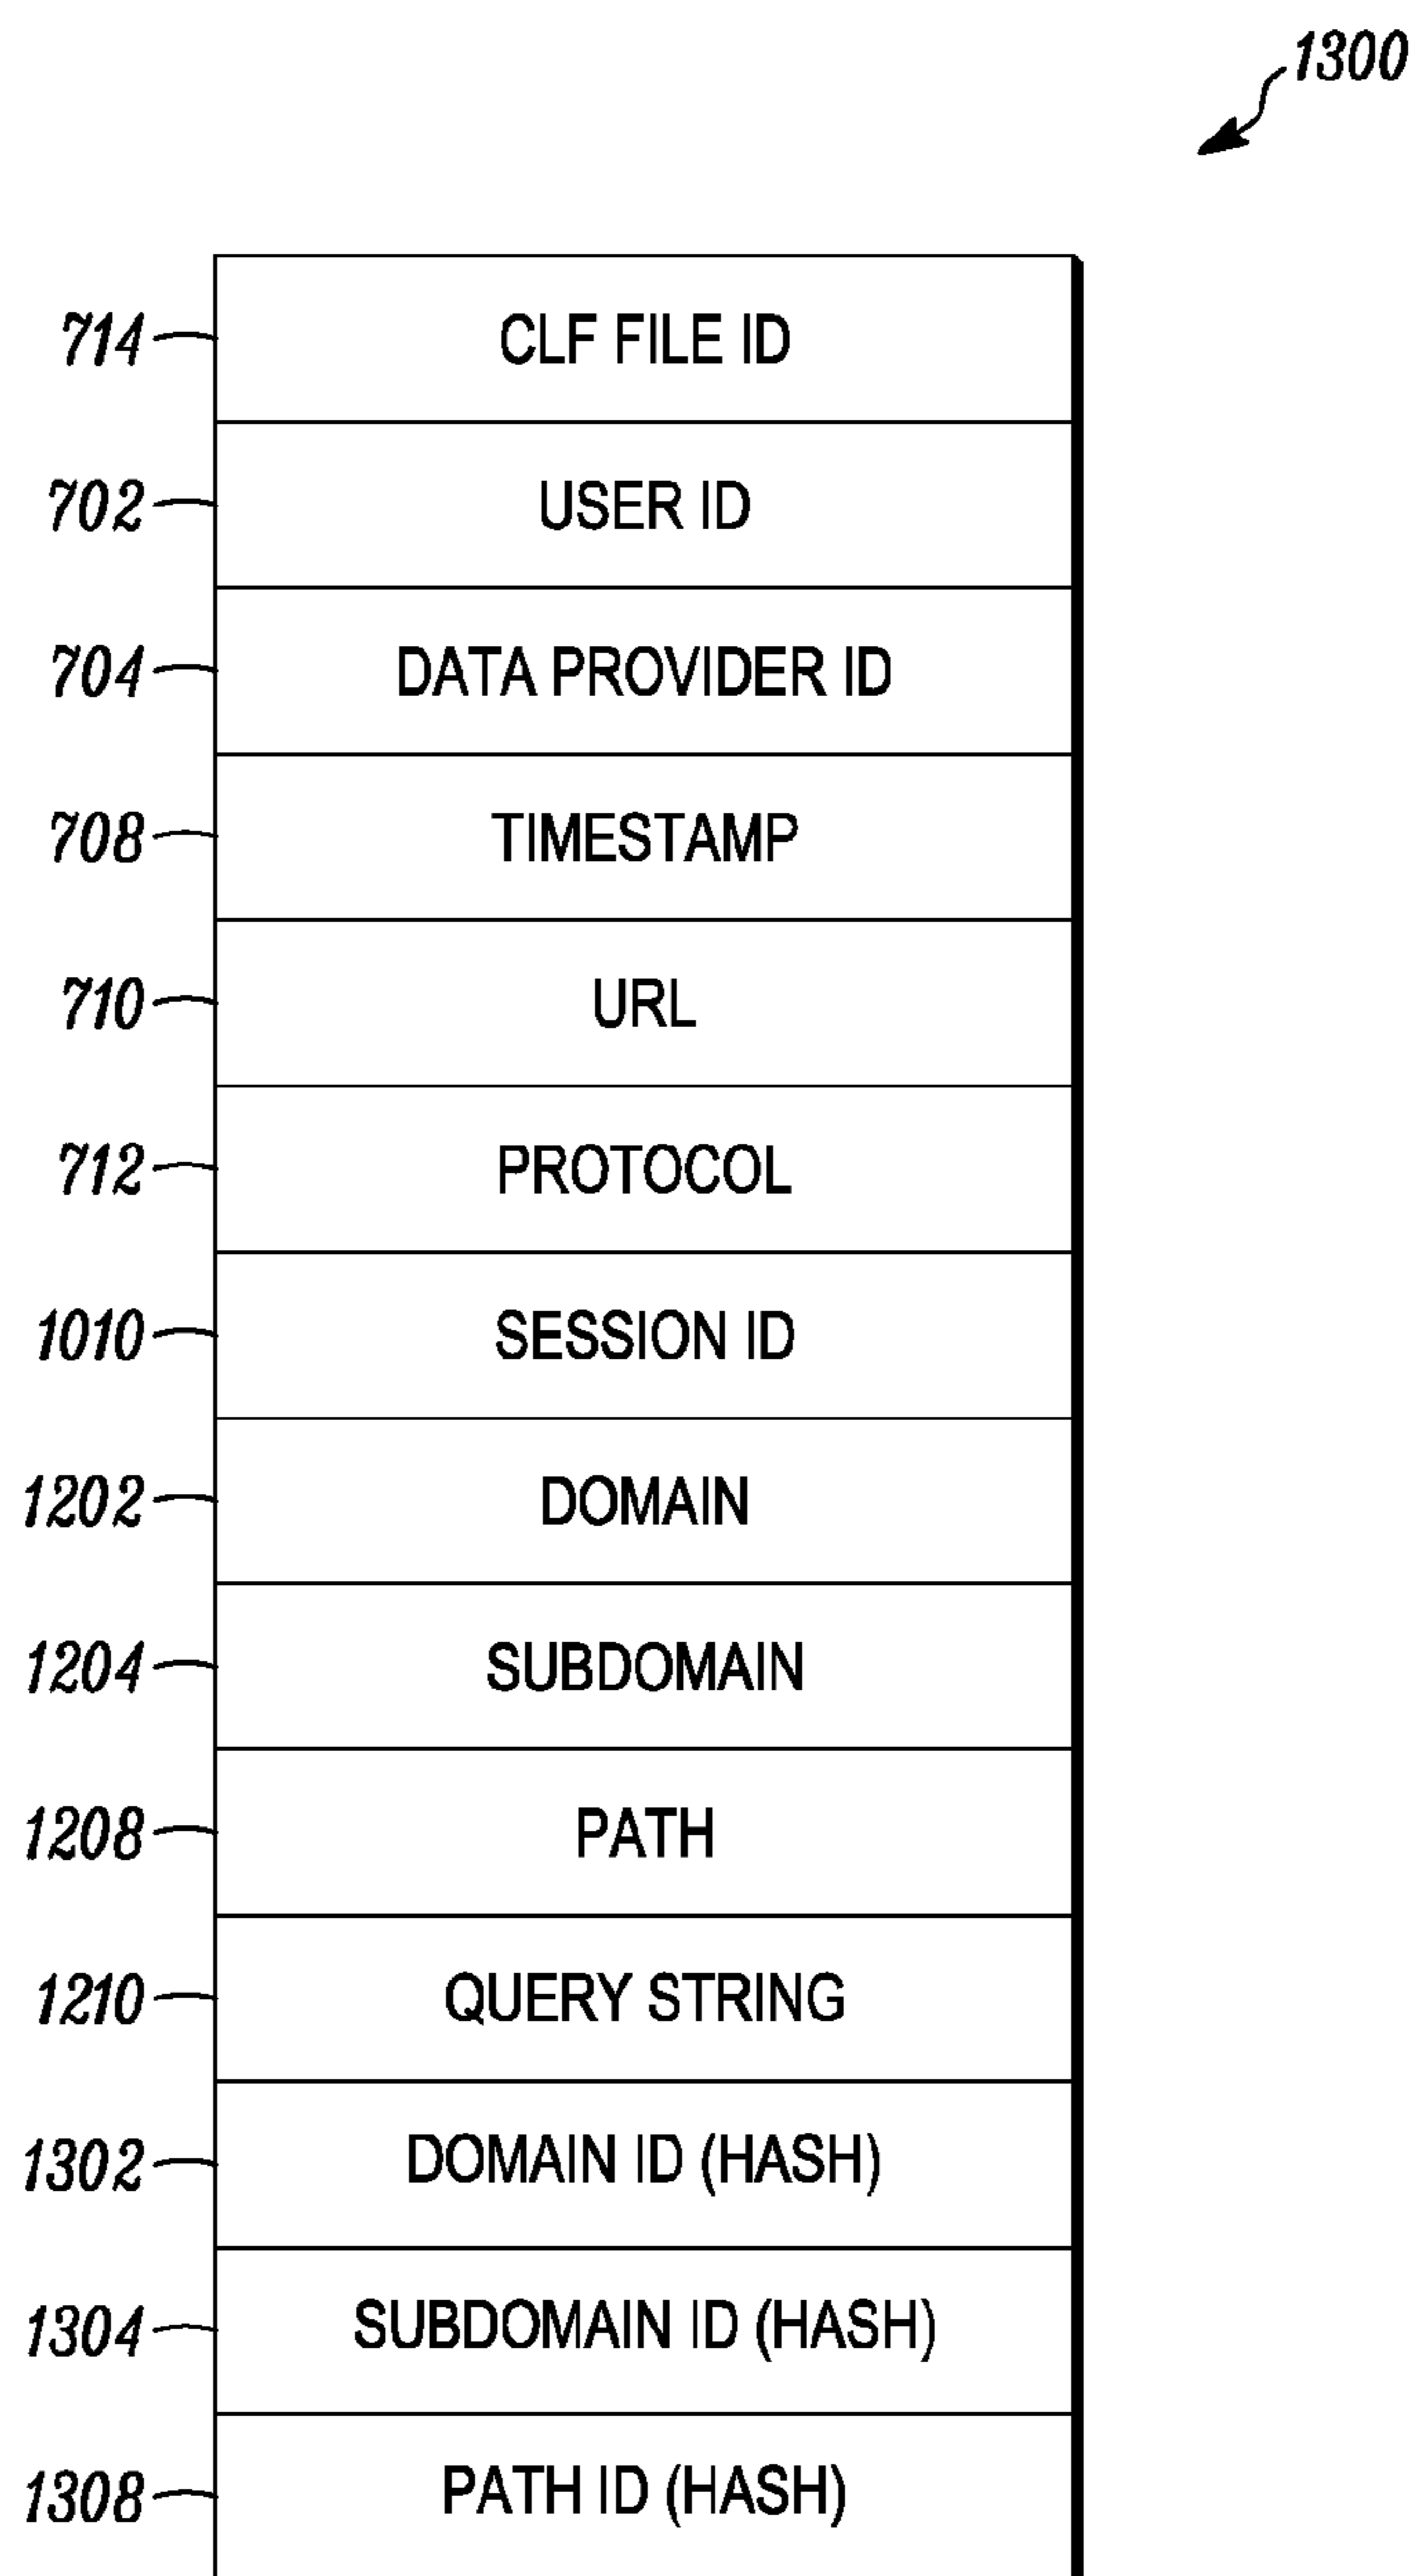 1300
714 CLF FILE ID
702 USER ID
704 DATA PROVIDER ID
708 TIMESTAMP
710 URL
712 PROTOCOL
1010 SESSION ID
1202 DOMAIN
1204 SUBDOMAIN
1208 PATH
1210 QUERY STRING
1302 DOMAIN ID (HASH)
1304 SUBDOMAIN ID (HASH)
1308 PATH ID (HASH)